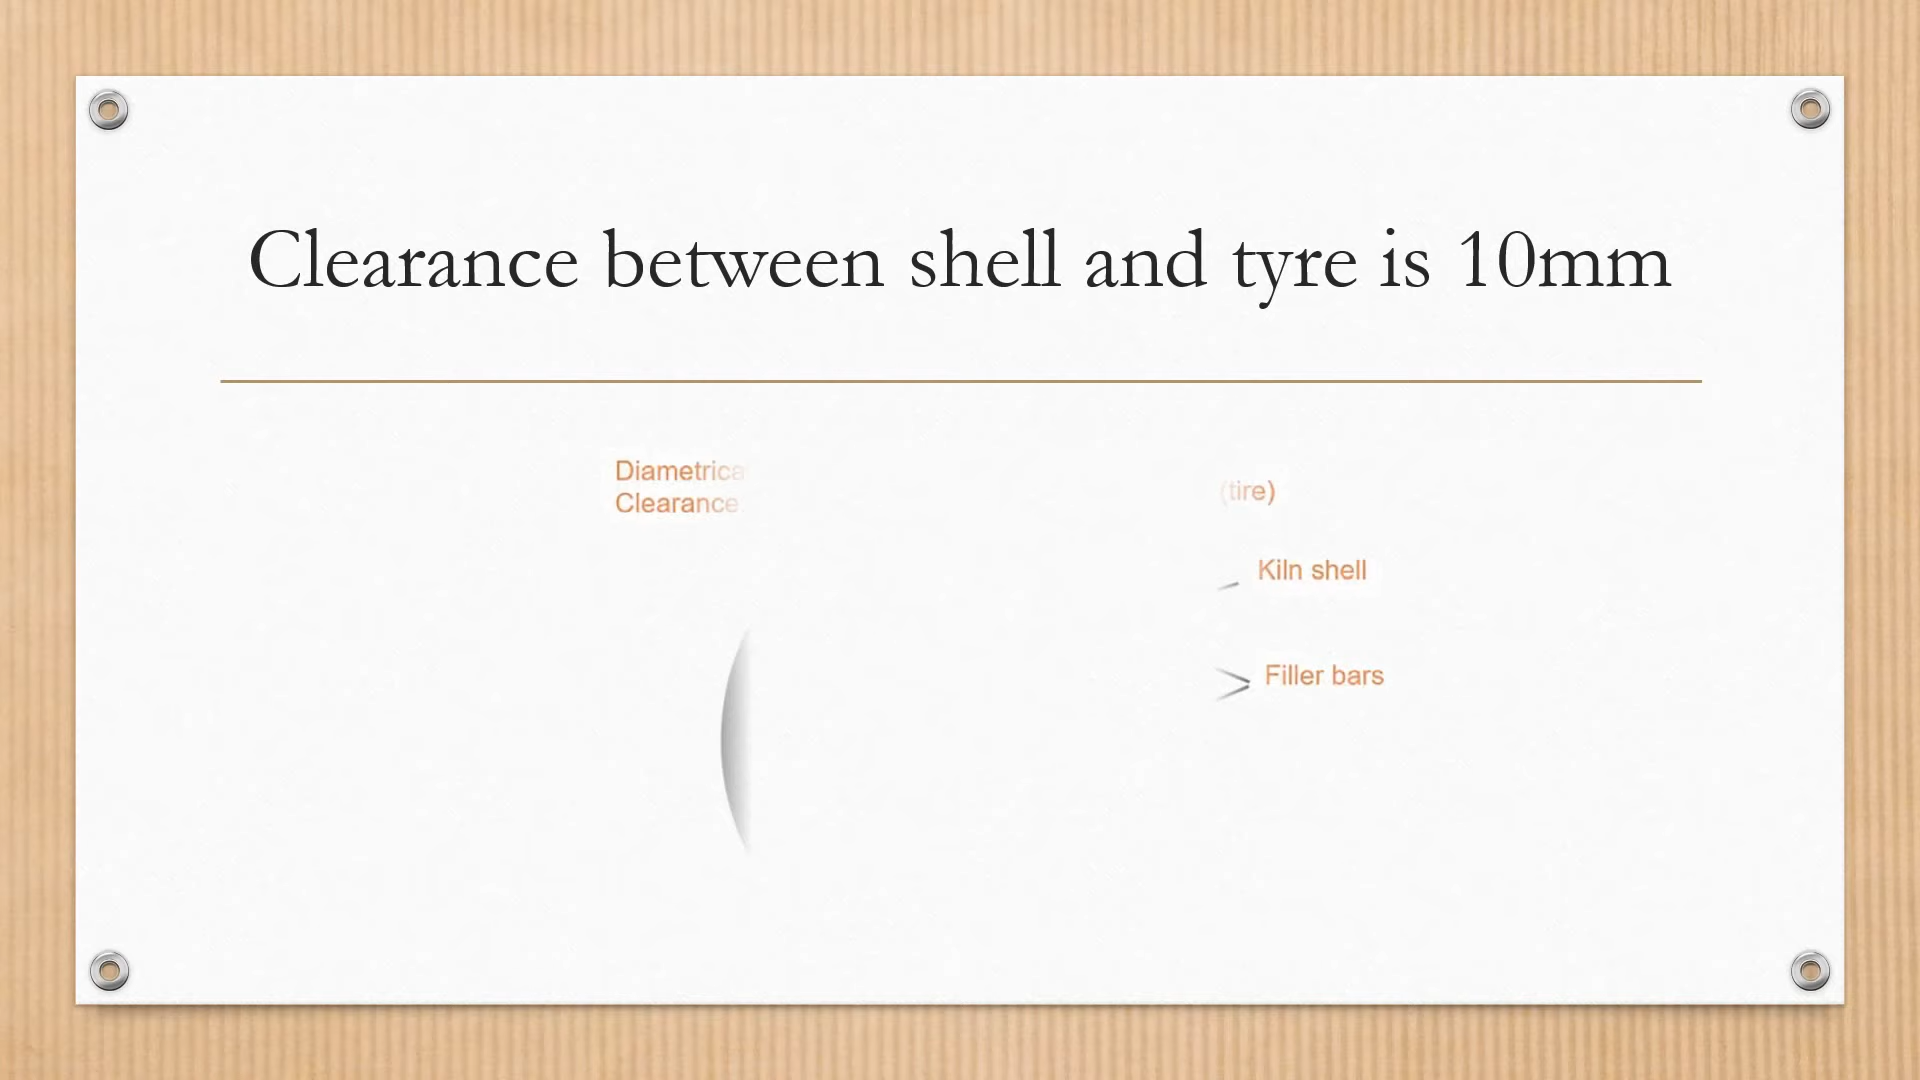 Clearance between shell and tyre is 10mm
Diametrica
Clearance
(tire)
Kiln shell
Filler bars